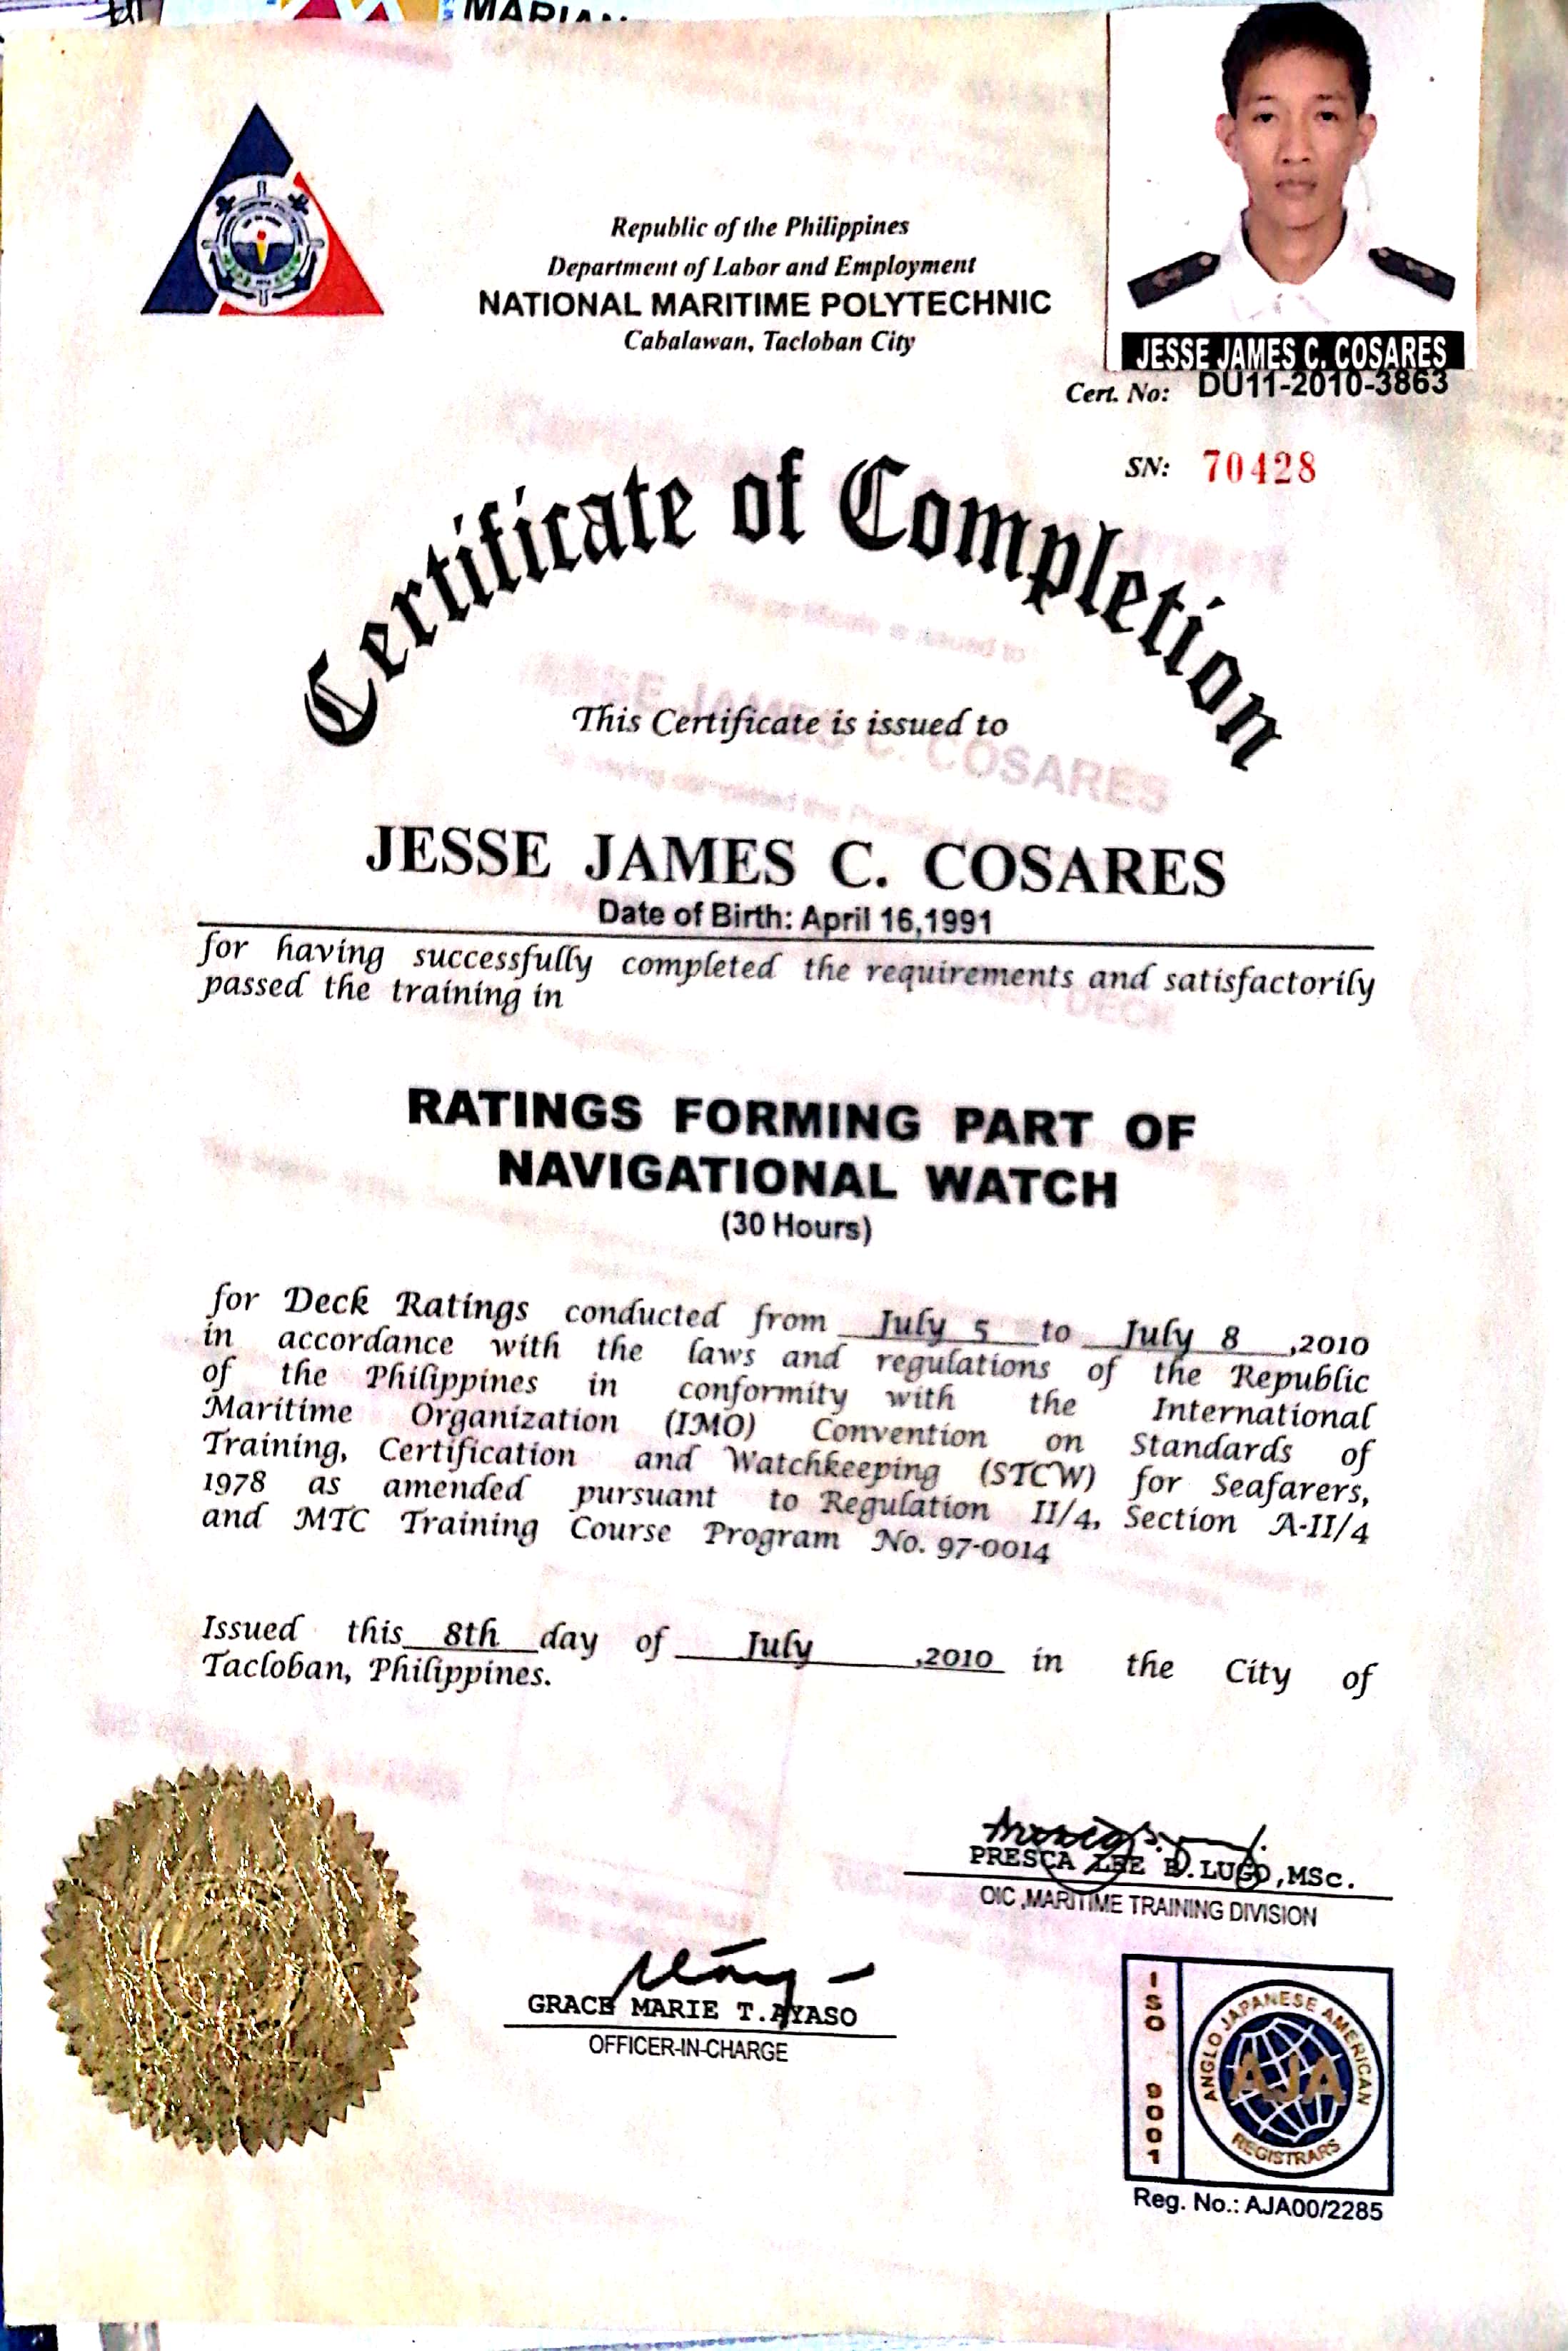 Republic of the Philippines
Department of Labor and Employment
NATIONAL MARITIME POLYTECHNIC
Cabalawan, Tacloban City
JESSE JAMES C. COSARES
Cert. No: DU11-2010-3863
SN: 70428
Certificate of Completion
This Certificate is issued to
JESSE JAMES C. COSARES
Date of Birth: April 16,1991
for having successfully completed the requirements and satisfactorily
passed the training in
RATINGS FORMING PART OF
NAVIGATIONAL WATCH
(30 Hours)
for Deck Ratings conducted from July 5 to July 8 ,2010
in accordance with the laws and regulations of the Republic
of the Philippines in conformity with the International
Maritime Organization (IMO) Convention on Standards of
Training, Certification and Watchkeeping (STCW) for Seafarers,
1978 as amended pursuant to Regulation II/4, Section A-II/4
and MTC Training Course Program No. 97-0014
Issued this 8th day of July ,2010 in the City of
Tacloban, Philippines.
PRESCA LEE B. LUGO, MSc.
OIC ,MARITIME TRAINING DIVISION
GRACE MARIE T. AYASO
OFFICER-IN-CHARGE
ISO 9001
ANGLO JAPANESE AMERICAN
AJA
REGISTRARS
Reg. No.: AJA00/2285